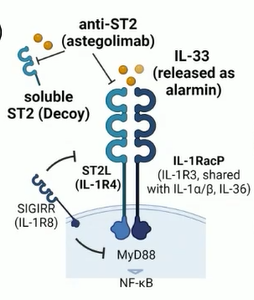 anti-ST2
(astegolimab)
IL-33
(released as
alarmin)
soluble
ST2 (Decoy)
ST2L
(IL-1R4)
IL-1RacP
(IL-1R3, shared
with IL-1α/β, IL-36)
SIGIRR
(IL-1R8)
MyD88
NF-κB